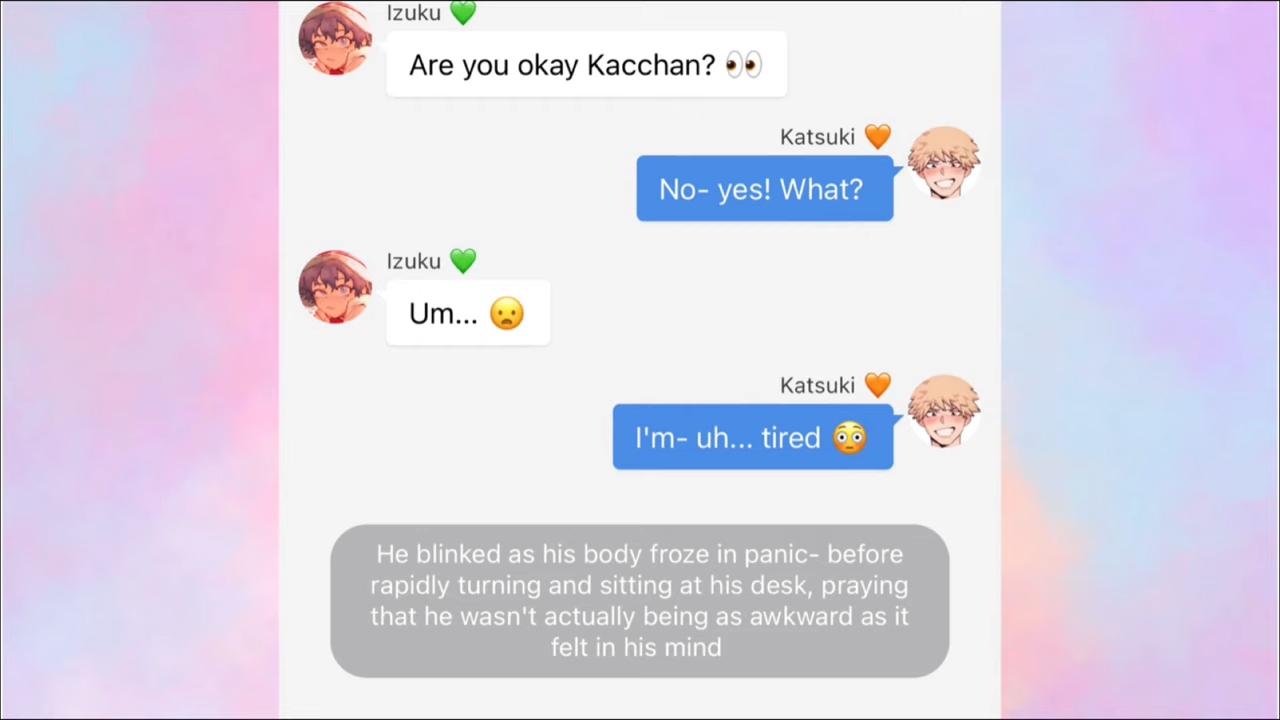 Izuku 💚
Are you okay Kacchan? 👀
Katsuki 🧡
No- yes! What?
Izuku 💚
Um... 😦
Katsuki 🧡
I'm- uh... tired 😳
He blinked as his body froze in panic- before
rapidly turning and sitting at his desk, praying
that he wasn't actually being as awkward as it
felt in his mind